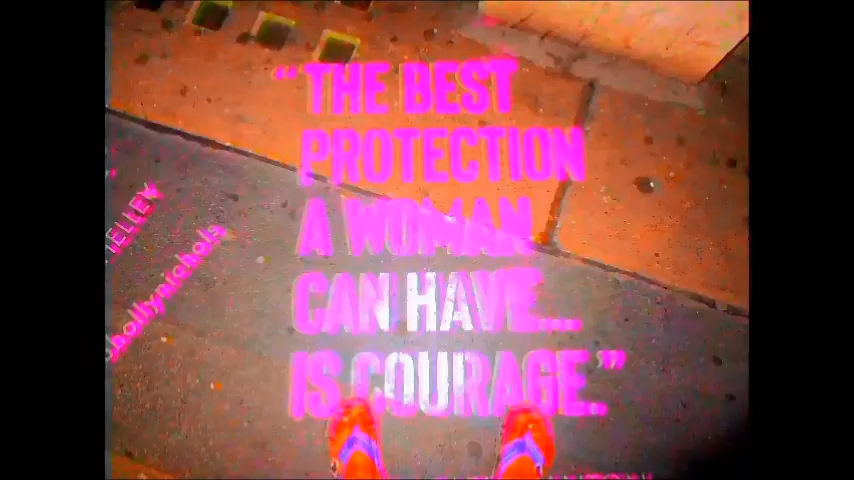 “THE BEST
PROTECTION
A WOMAN
CAN HAVE...
IS COURAGE.”
hollynichols